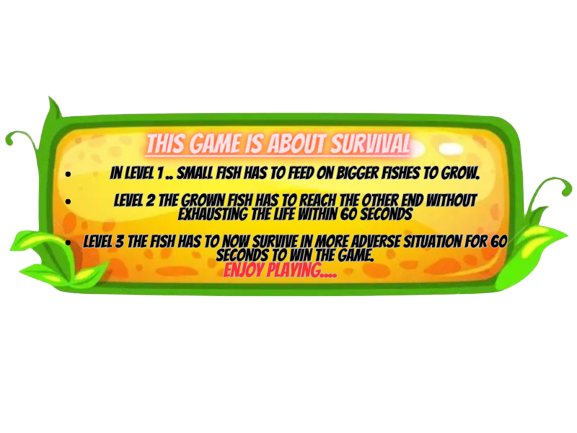 THIS GAME IS ABOUT SURVIVAL
• IN LEVEL 1 .. SMALL FISH HAS TO FEED ON BIGGER FISHES TO GROW.
• LEVEL 2 THE GROWN FISH HAS TO REACH THE OTHER END WITHOUT
EXHAUSTING THE LIFE WITHIN 60 SECONDS
• LEVEL 3 THE FISH HAS TO NOW SURVIVE IN MORE ADVERSE SITUATION FOR 60
SECONDS TO WIN THE GAME.
ENJOY PLAYING....